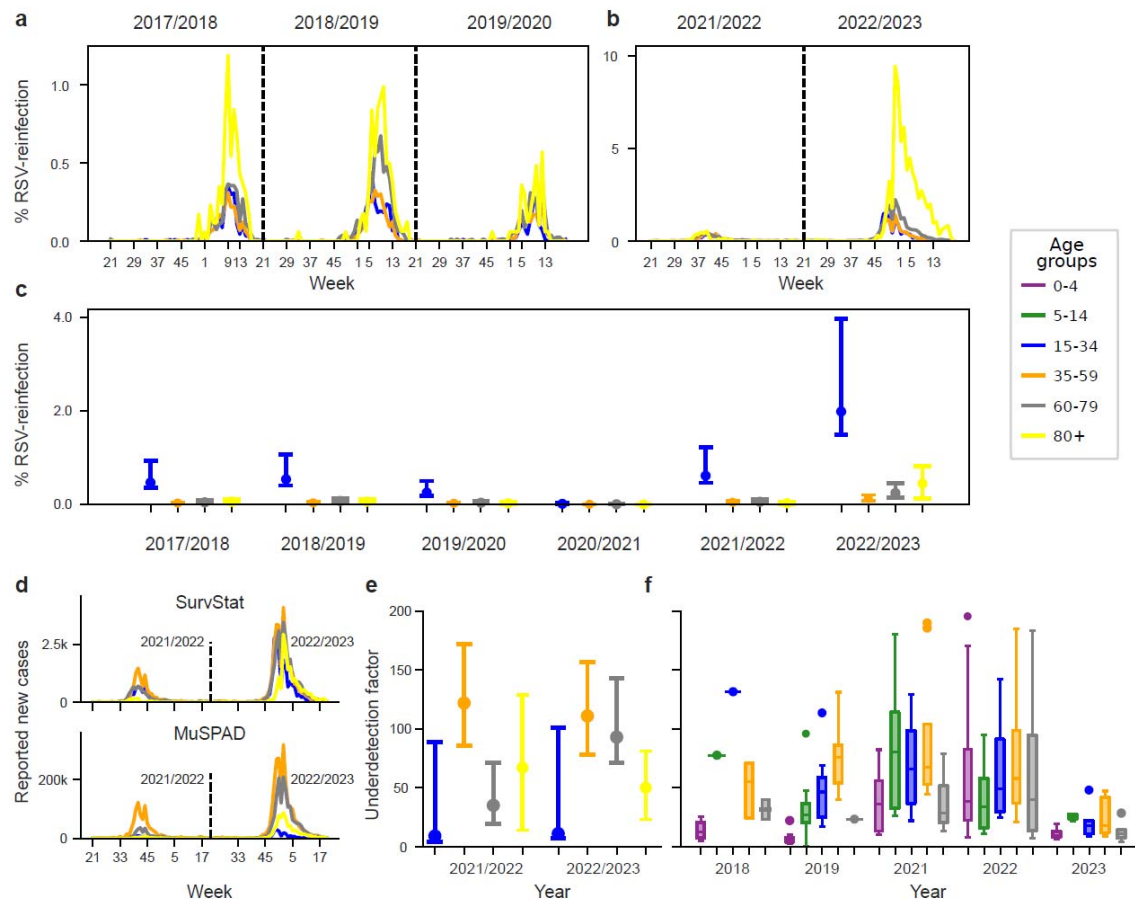 a 2017/2018 2018/2019 2019/2020 b 2021/2022 2022/2023
% RSV-reinfection
1.0
0.5
0.0
10
5
0
21 29 37 45 1 9 13 21 29 37 45 1 5 13 21 29 37 45 1 5 13
21 29 37 45 1 5 13 21 29 37 45 1 5 13
Week Week
Age
groups
0-4
5-14
15-34
35-59
60-79
80+
c
% RSV-reinfection
4.0
2.0
0.0
2017/2018 2018/2019 2019/2020 2020/2021 2021/2022 2022/2023
d
Reported new cases
SurvStat
2.5k
0
2021/2022 2022/2023
MuSPAD
200k
0
2021/2022 2022/2023
21 33 45 5 17 33 45 5 17
Week
e
Underdetection factor
200
150
100
50
0
2021/2022 2022/2023
Year
f
2018 2019 2021 2022 2023
Year